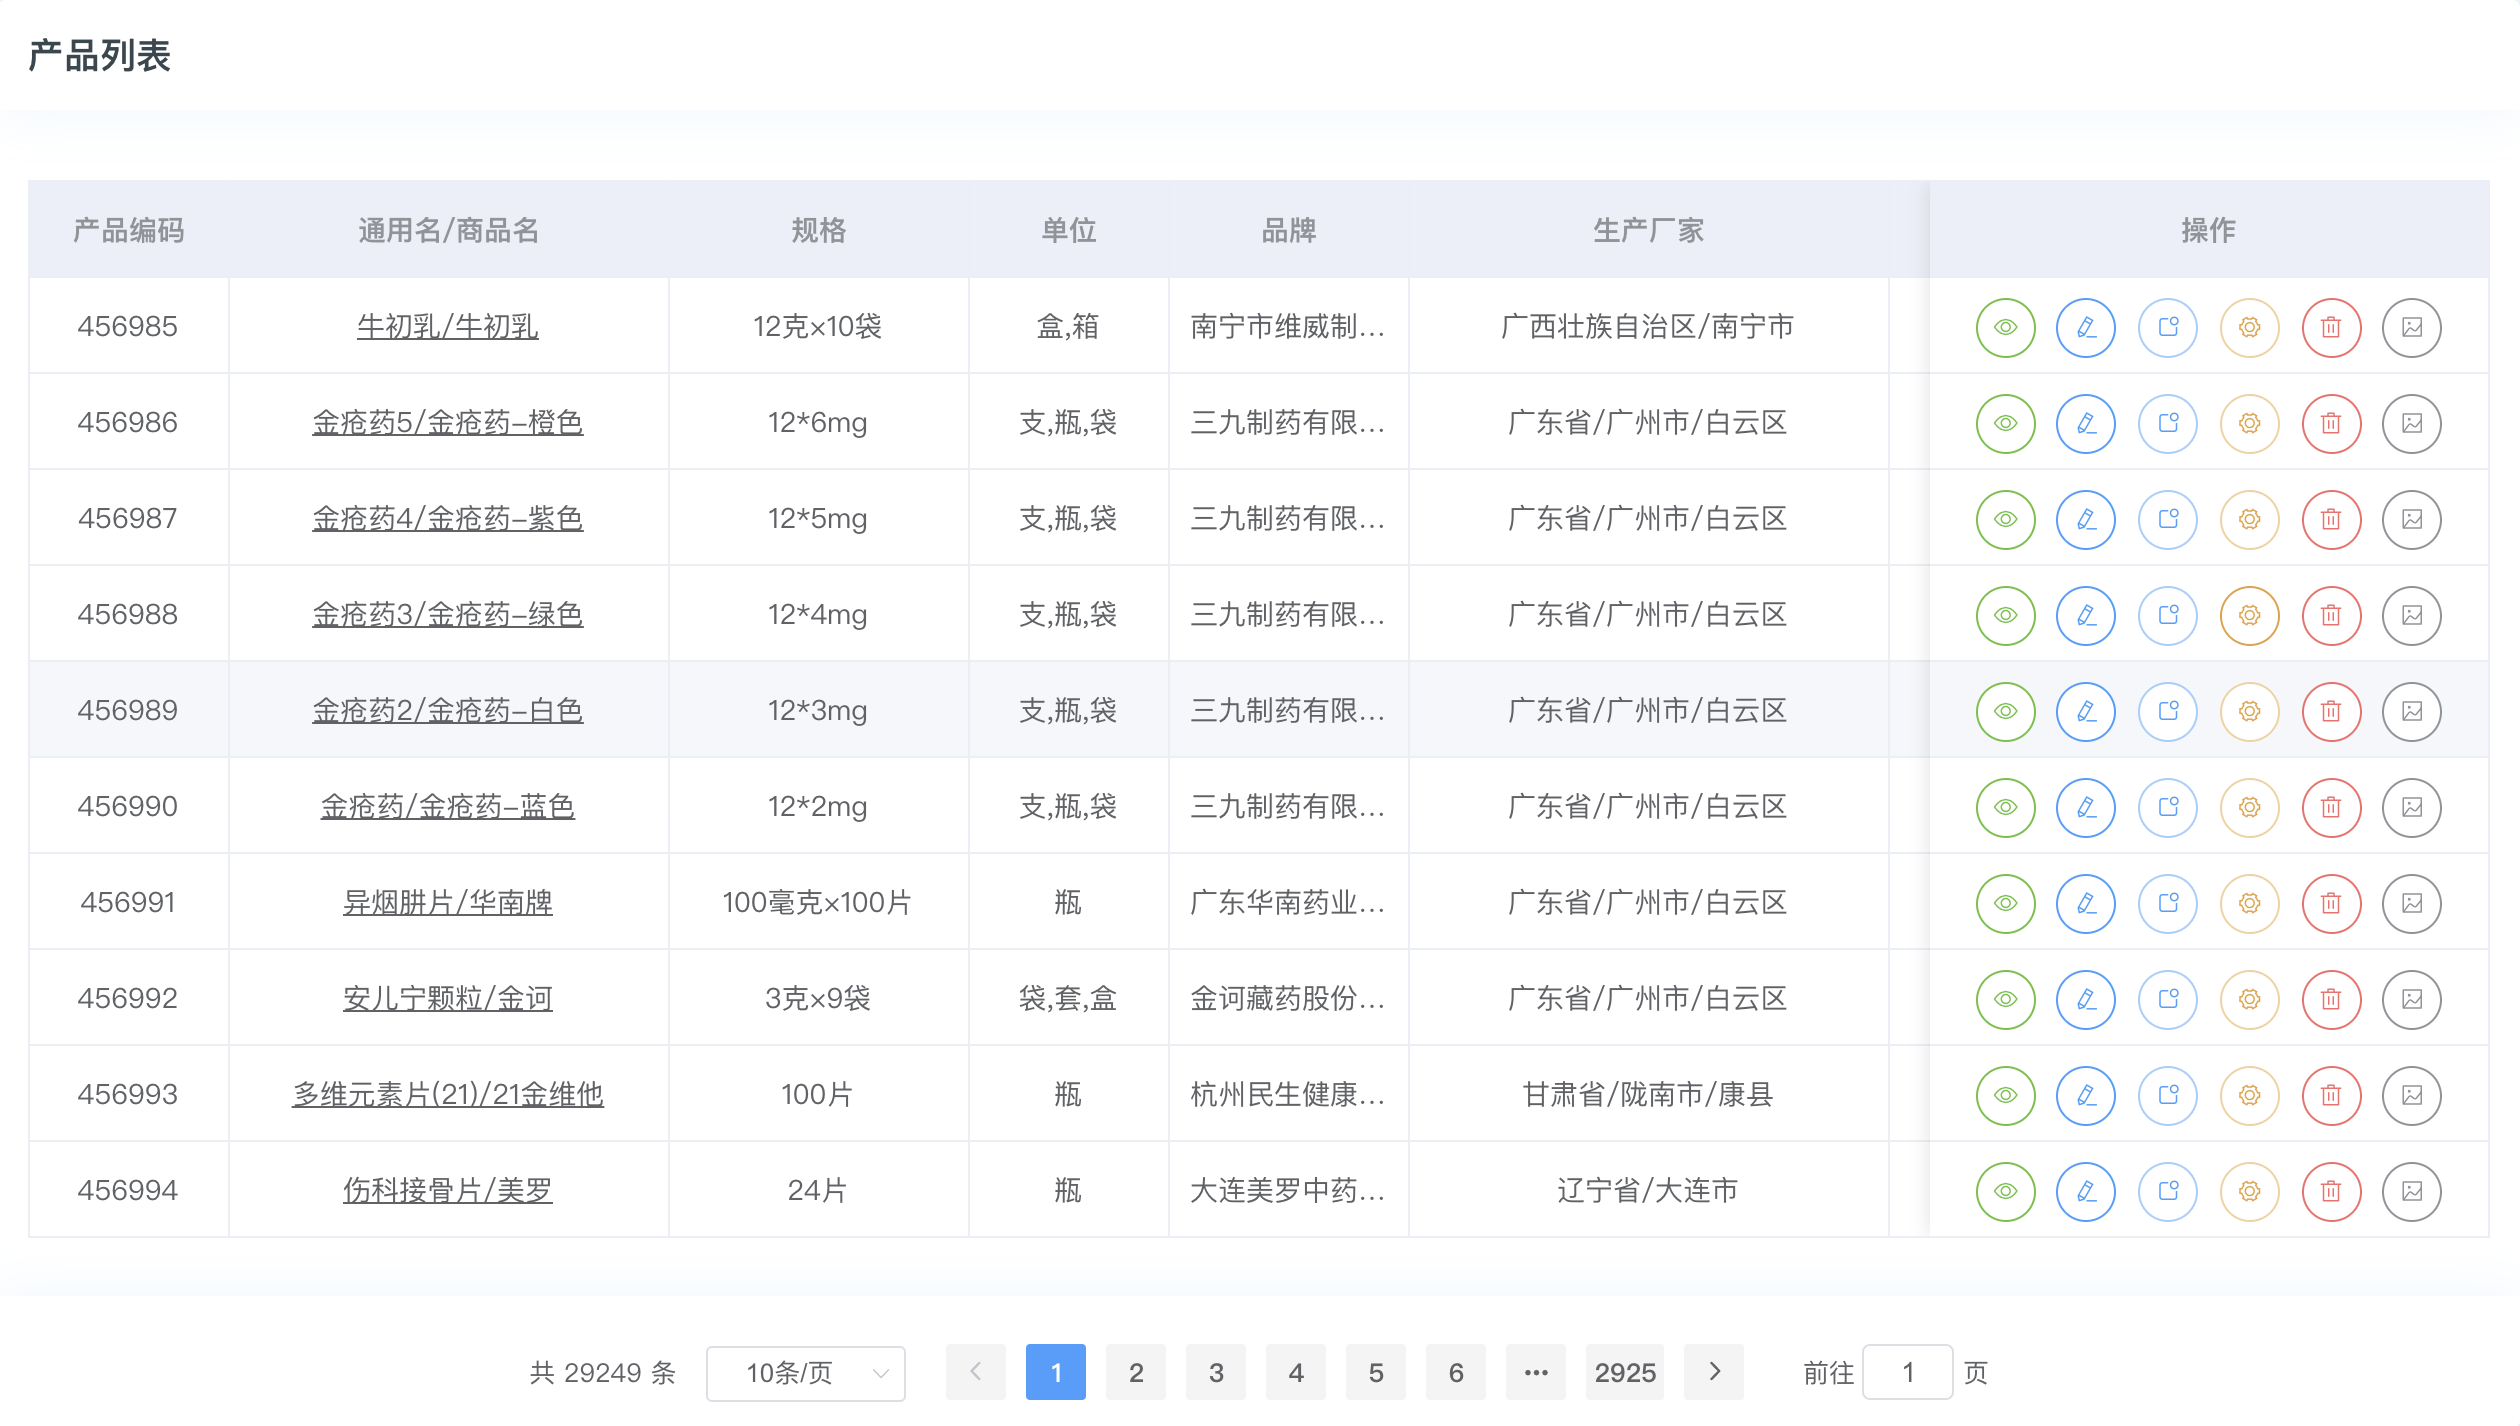 产品列表
产品编码 通用名/商品名 规格 单位 品牌 生产厂家 操作
456985 牛初乳/牛初乳 12克×10袋 盒,箱 南宁市维威制... 广西壮族自治区/南宁市
456986 金疮药5/金疮药-橙色 12*6mg 支,瓶,袋 三九制药有限... 广东省/广州市/白云区
456987 金疮药4/金疮药-紫色 12*5mg 支,瓶,袋 三九制药有限... 广东省/广州市/白云区
456988 金疮药3/金疮药-绿色 12*4mg 支,瓶,袋 三九制药有限... 广东省/广州市/白云区
456989 金疮药2/金疮药-白色 12*3mg 支,瓶,袋 三九制药有限... 广东省/广州市/白云区
456990 金疮药/金疮药-蓝色 12*2mg 支,瓶,袋 三九制药有限... 广东省/广州市/白云区
456991 异烟肼片/华南牌 100毫克×100片 瓶 广东华南药业... 广东省/广州市/白云区
456992 安儿宁颗粒/金诃 3克×9袋 袋,套,盒 金诃藏药股份... 广东省/广州市/白云区
456993 多维元素片(21)/21金维他 100片 瓶 杭州民生健康... 甘肃省/陇南市/康县
456994 伤科接骨片/美罗 24片 瓶 大连美罗中药... 辽宁省/大连市
共 29249 条 10条/页 1 2 3 4 5 6 ... 2925 前往 1 页